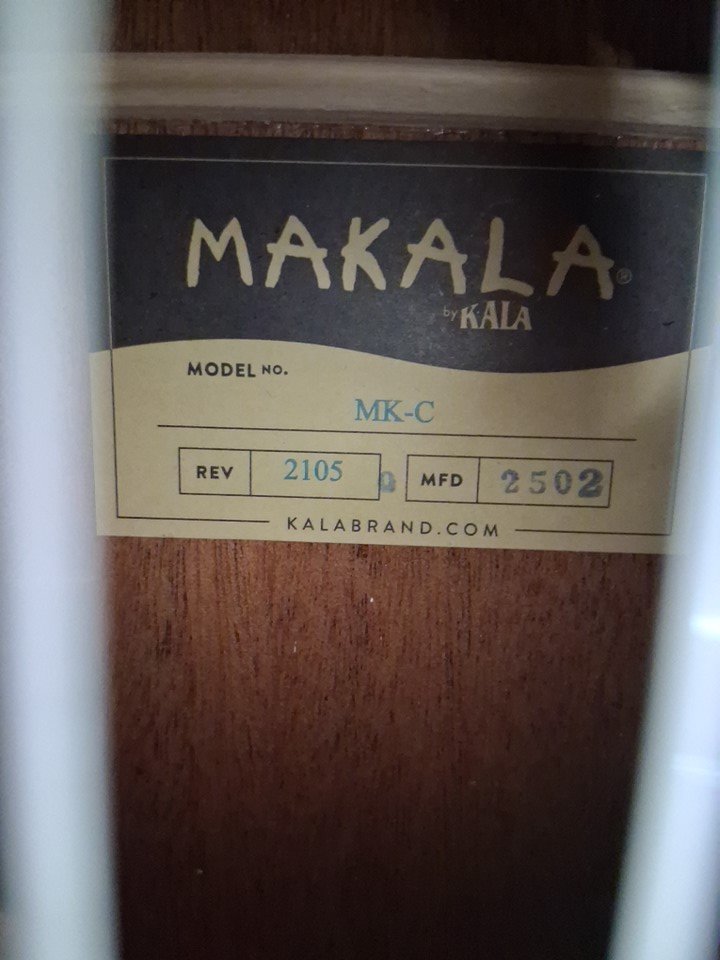 MAKALA®
by KALA
MODEL NO.
MK-C
REV 2105 MFD 2502
KALABRAND.COM